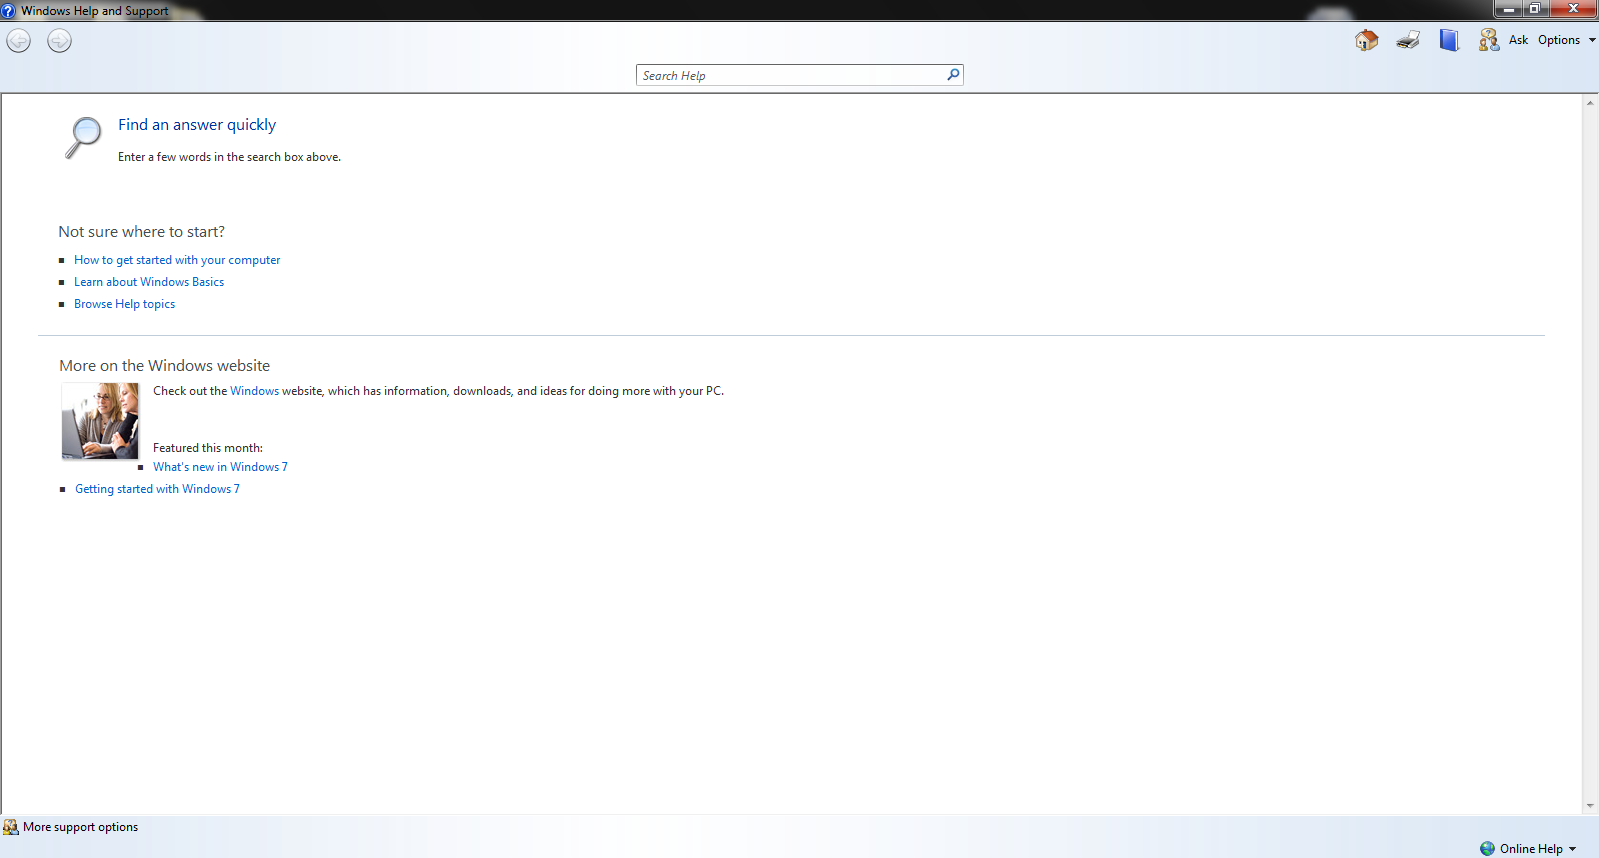 Windows Help and Support
Ask Options
Search Help
Find an answer quickly
Enter a few words in the search box above.
Not sure where to start?
How to get started with your computer
Learn about Windows Basics
Browse Help topics
More on the Windows website
Check out the Windows website, which has information, downloads, and ideas for doing more with your PC.
Featured this month:
What's new in Windows 7
Getting started with Windows 7
More support options
Online Help